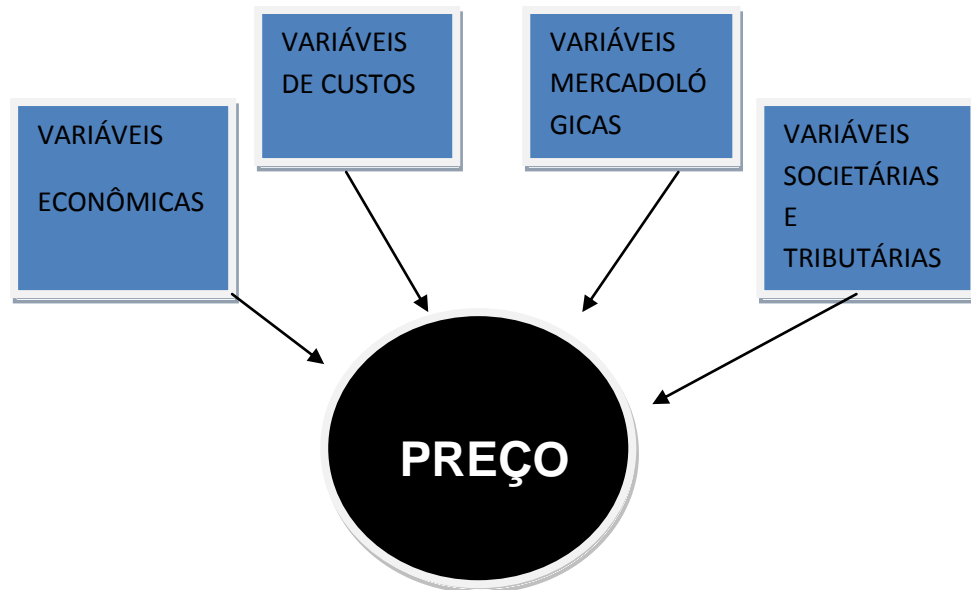 VARIÁVEIS
ECONÔMICAS
VARIÁVEIS
DE CUSTOS
VARIÁVEIS
MERCADOLÓ
GICAS
VARIÁVEIS
SOCIETÁRIAS
E
TRIBUTÁRIAS
PREÇO